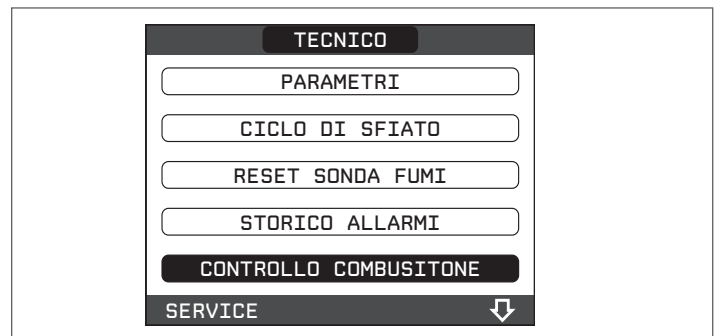 TECNICO
PARAMETRI
CICLO DI SFIATO
RESET SONDA FUMI
STORICO ALLARMI
CONTROLLO COMBUSITONE
SERVICE